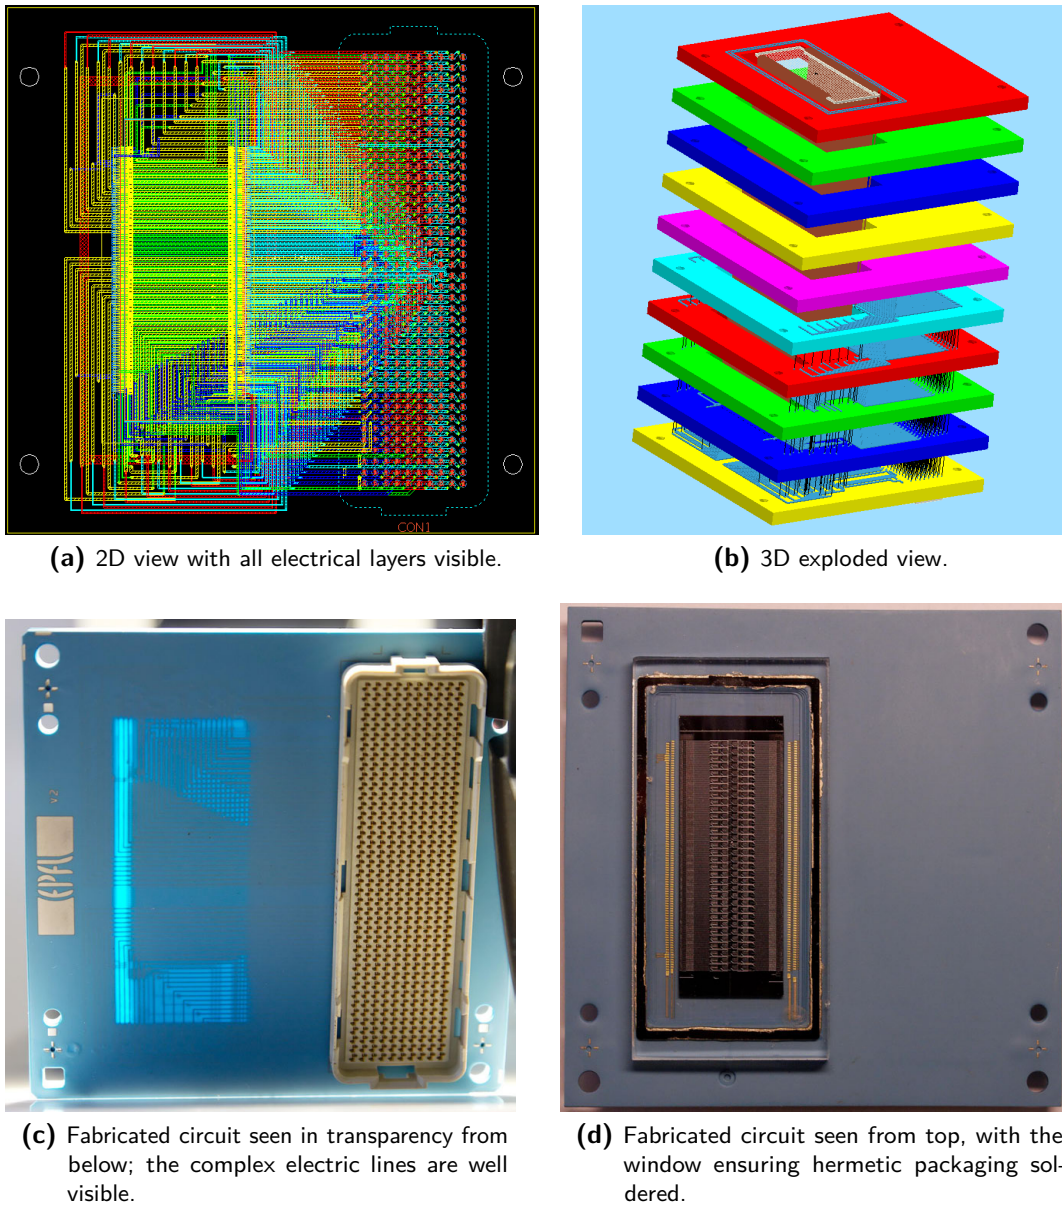 CON1
(a) 2D view with all electrical layers visible.
(b) 3D exploded view.
v2
EPFL
(c) Fabricated circuit seen in transparency from
below; the complex electric lines are well
visible.
(d) Fabricated circuit seen from top, with the
window ensuring hermetic packaging sol-
dered.